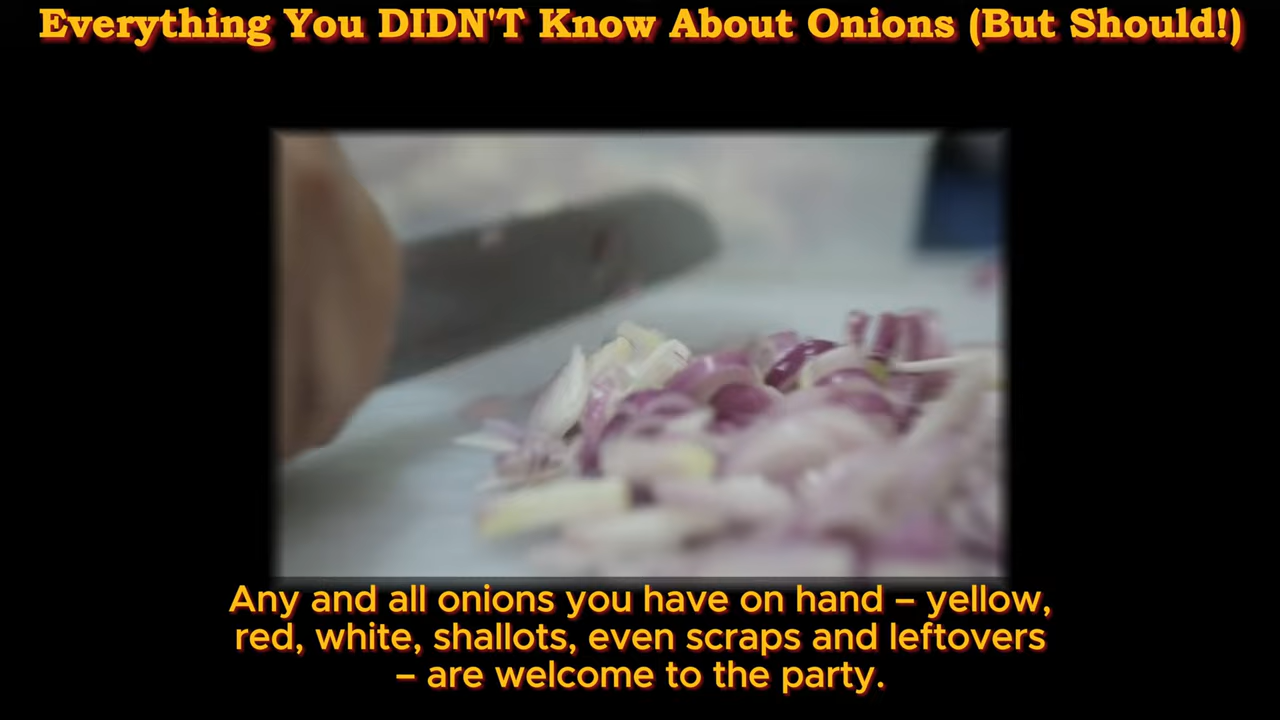 Everything You DIDN'T Know About Onions (But Should!)
Any and all onions you have on hand – yellow,
red, white, shallots, even scraps and leftovers
– are welcome to the party.